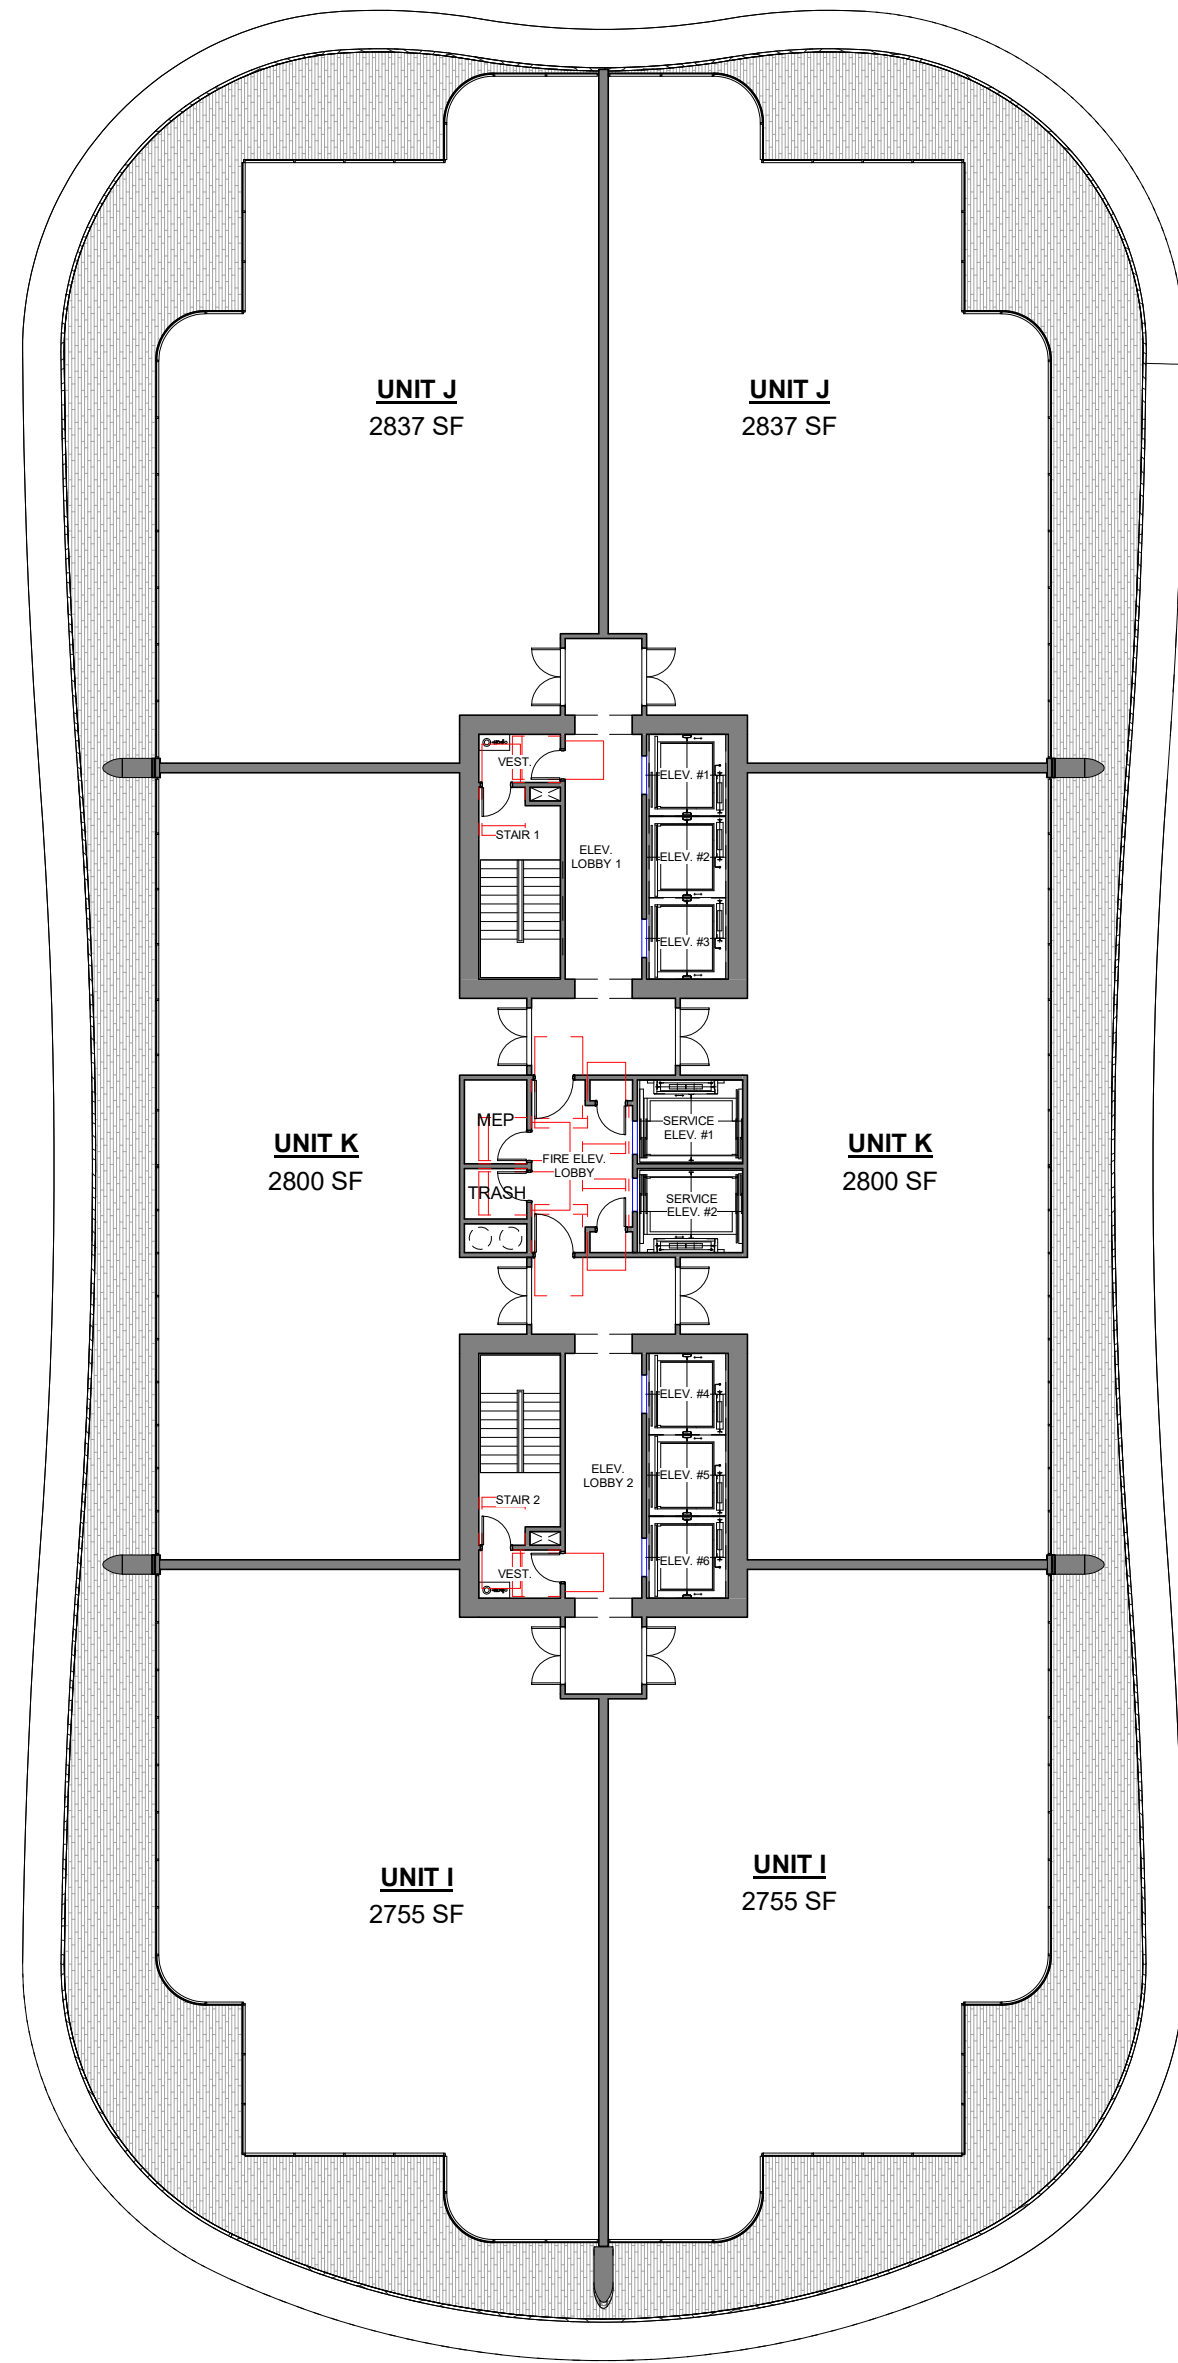 UNIT J
2837 SF
UNIT J
2837 SF
VEST.
ELEV. #1
STAIR 1
ELEV.
LOBBY 1
ELEV. #2
ELEV. #3
MEP
SERVICE
ELEV. #1
FIRE ELEV.
LOBBY
UNIT K
2800 SF
UNIT K
2800 SF
TRASH
SERVICE
ELEV. #2
ELEV. #4
ELEV.
LOBBY 2
ELEV. #5
STAIR 2
ELEV. #6
VEST.
UNIT I
2755 SF
UNIT I
2755 SF